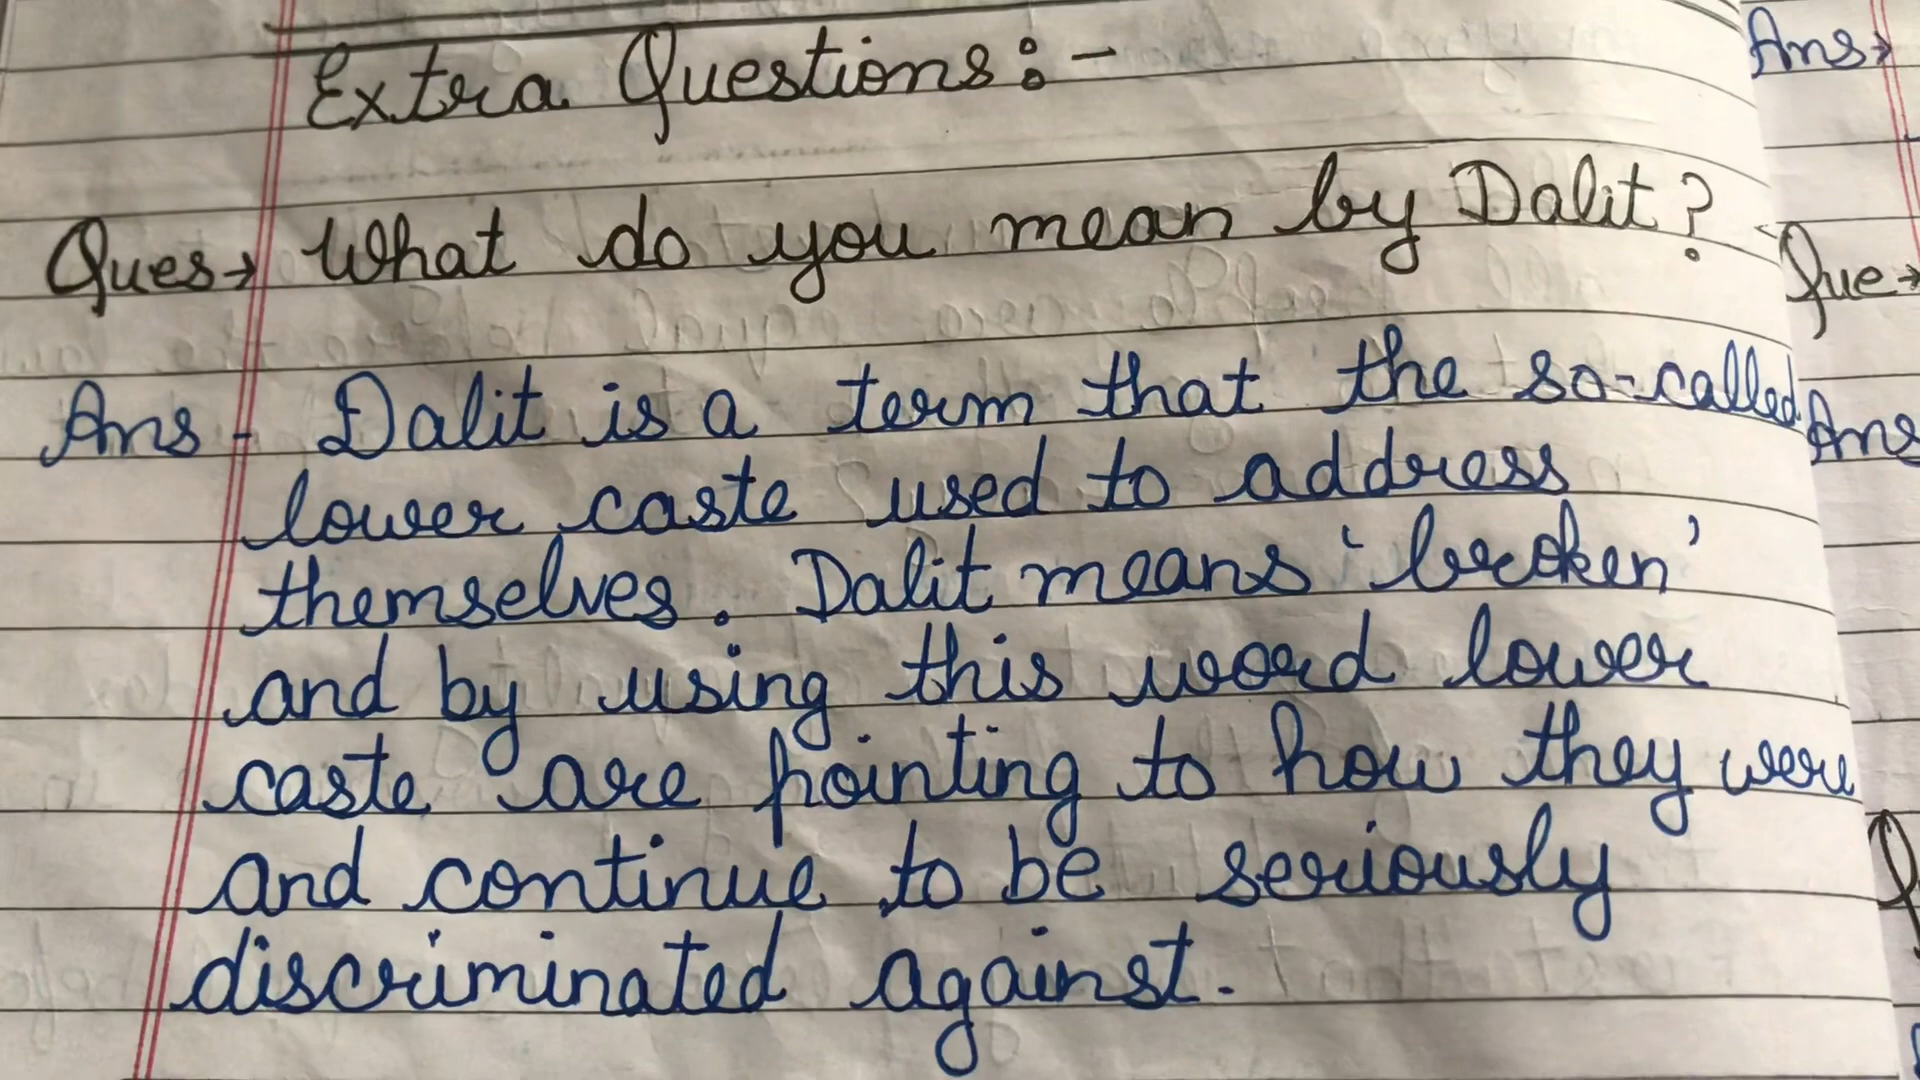 Extra Questions:-
Ques→ What do you mean by Dalit?
Ans - Dalit is a term that the so-called
lower caste used to address
themselves. Dalit means 'broken'
and by using this word lower
caste are pointing to how they were
and continue to be seriously
discriminated against.
Ans→
Que→
Ans